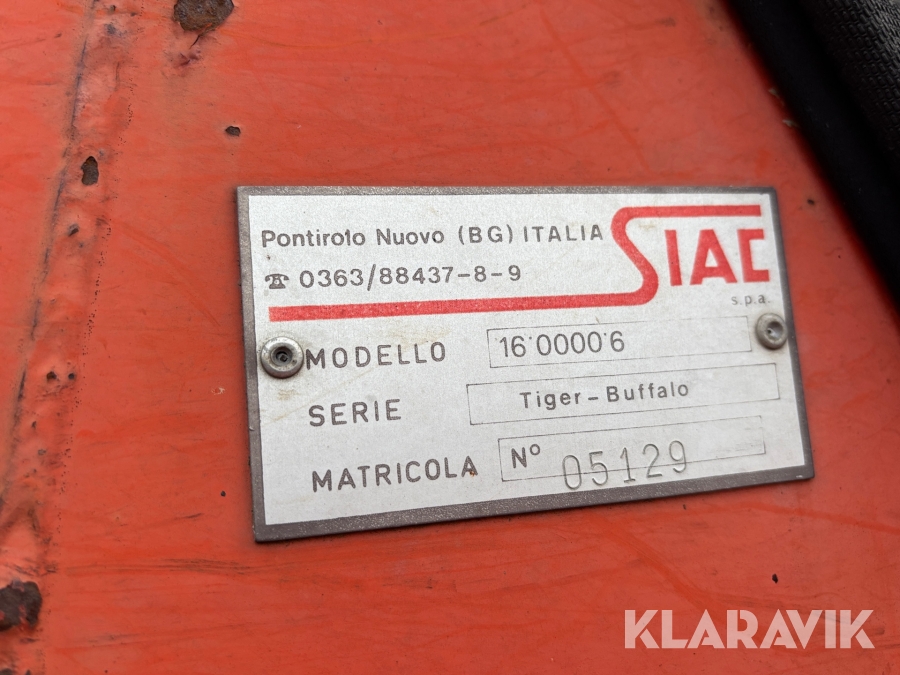 Pontirolo Nuovo (BG) ITALIA
☎ 0363/88437-8-9
SIAC
s.p.a.
MODELLO 16·0000·6
SERIE Tiger-Buffalo
MATRICOLA N° 05129
KLARAVIK